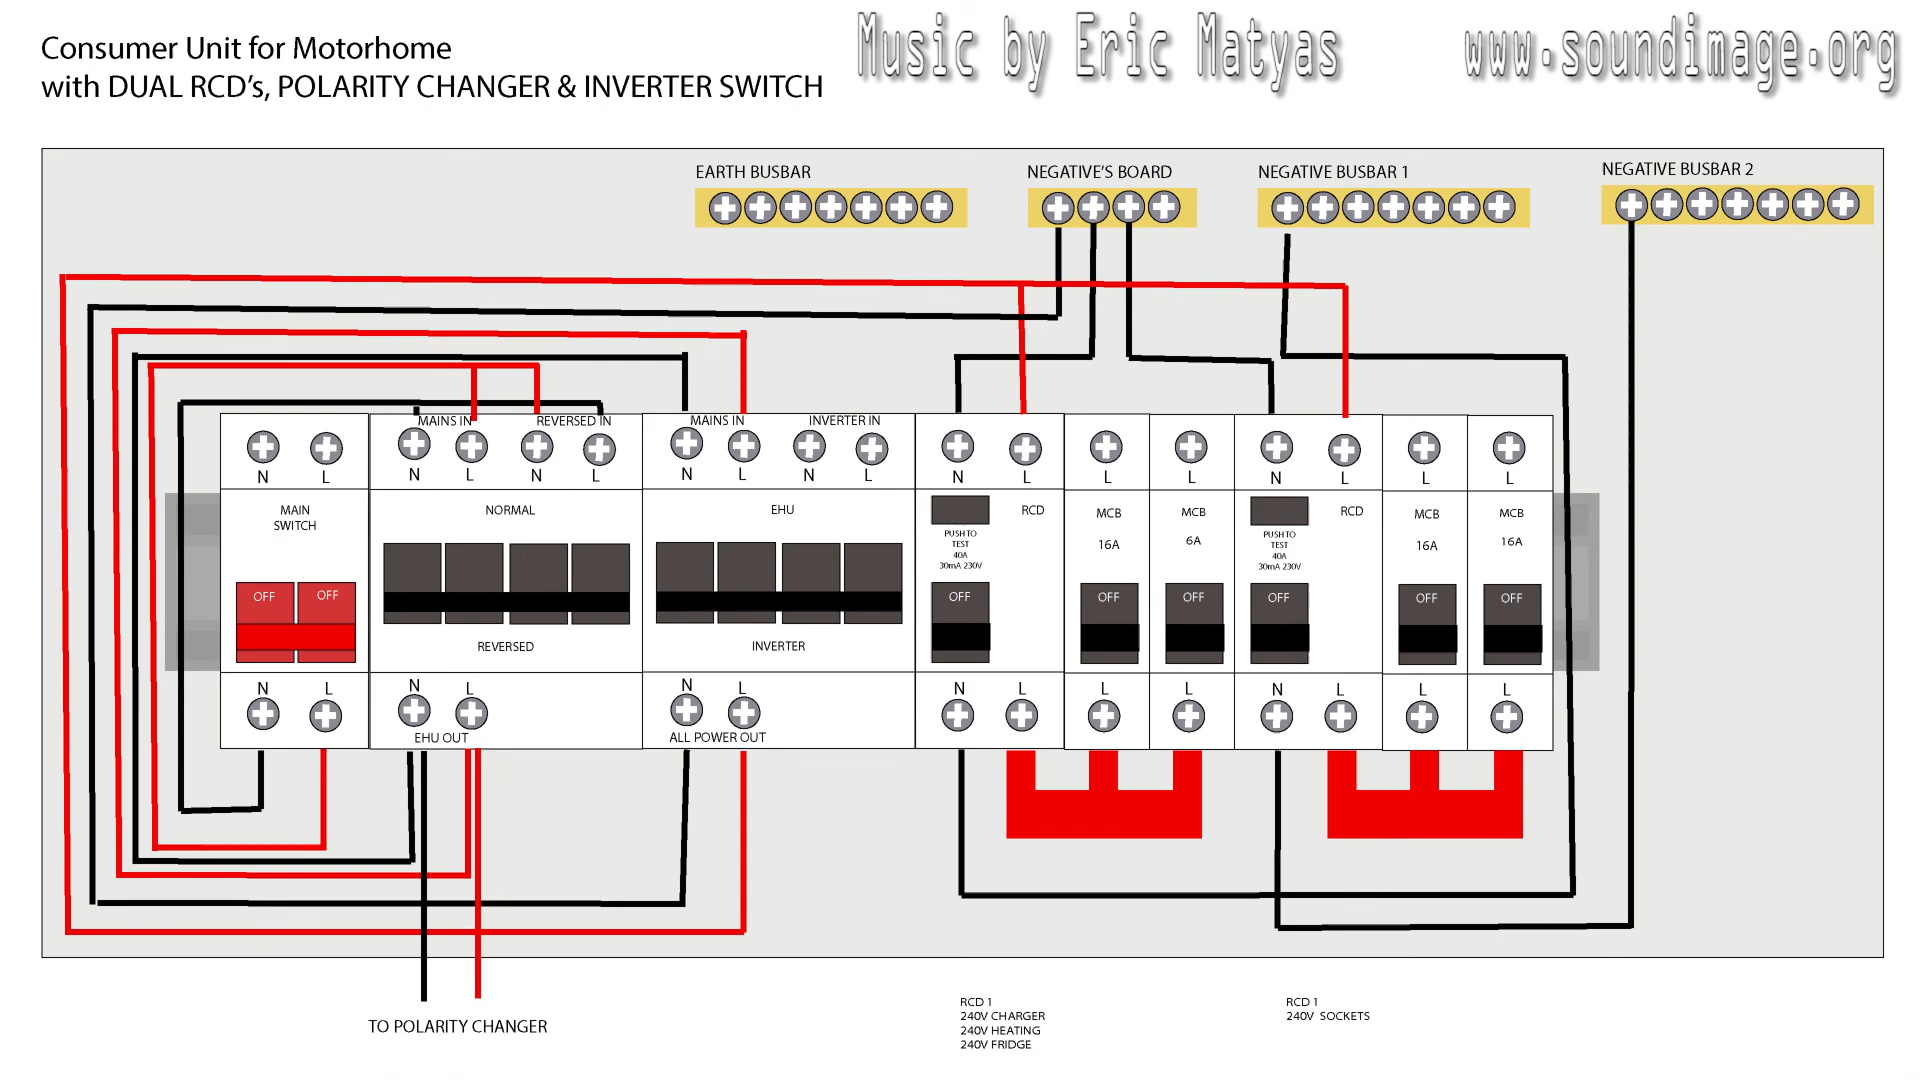 Consumer Unit for Motorhome
with DUAL RCD's, POLARITY CHANGER & INVERTER SWITCH
Music by Eric Matyas
www.soundimage.org
EARTH BUSBAR
NEGATIVE'S BOARD
NEGATIVE BUSBAR 1
NEGATIVE BUSBAR 2
MAINS IN
REVERSED IN
MAINS IN
INVERTER IN
N L
N L N L
N L N L
N L
L
L
N L
L
L
MAIN
SWITCH
OFF OFF
NORMAL
REVERSED
EHU
INVERTER
RCD
PUSH TO
TEST
40A
30mA 230V
OFF
MCB
16A
OFF
MCB
6A
OFF
RCD
PUSH TO
TEST
40A
30mA 230V
OFF
MCB
16A
OFF
MCB
16A
OFF
N L
N L
EHU OUT
N L
ALL POWER OUT
N L
L
L
N L
L
L
TO POLARITY CHANGER
RCD 1
240V CHARGER
240V HEATING
240V FRIDGE
RCD 1
240V SOCKETS